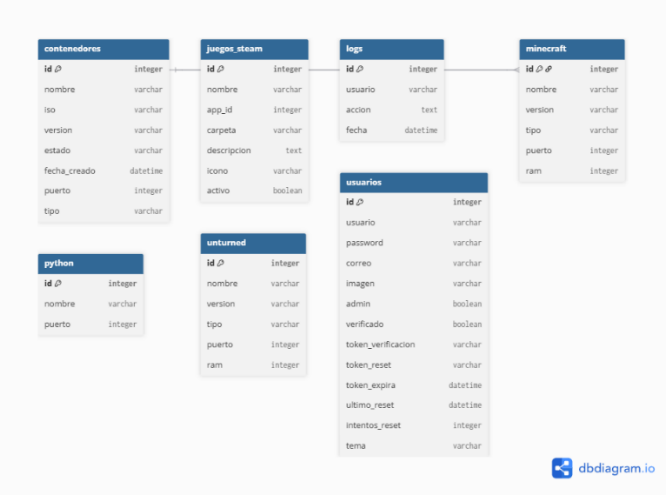 contenedores
id integer
nombre varchar
iso varchar
version varchar
estado varchar
fecha_creado datetime
puerto integer
tipo varchar
juegos_steam
id integer
nombre varchar
app_id integer
carpeta varchar
descripcion text
icono varchar
activo boolean
logs
id integer
usuario varchar
accion text
fecha datetime
minecraft
id integer
nombre varchar
version varchar
tipo varchar
puerto integer
ram integer
usuarios
id integer
usuario varchar
password varchar
correo varchar
imagen varchar
admin boolean
verificado boolean
token_verificacion varchar
token_reset varchar
token_expira datetime
ultimo_reset datetime
intentos_reset integer
tema varchar
python
id integer
nombre varchar
puerto integer
unturned
id integer
nombre varchar
version varchar
tipo varchar
puerto integer
ram integer
dbdiagram.io